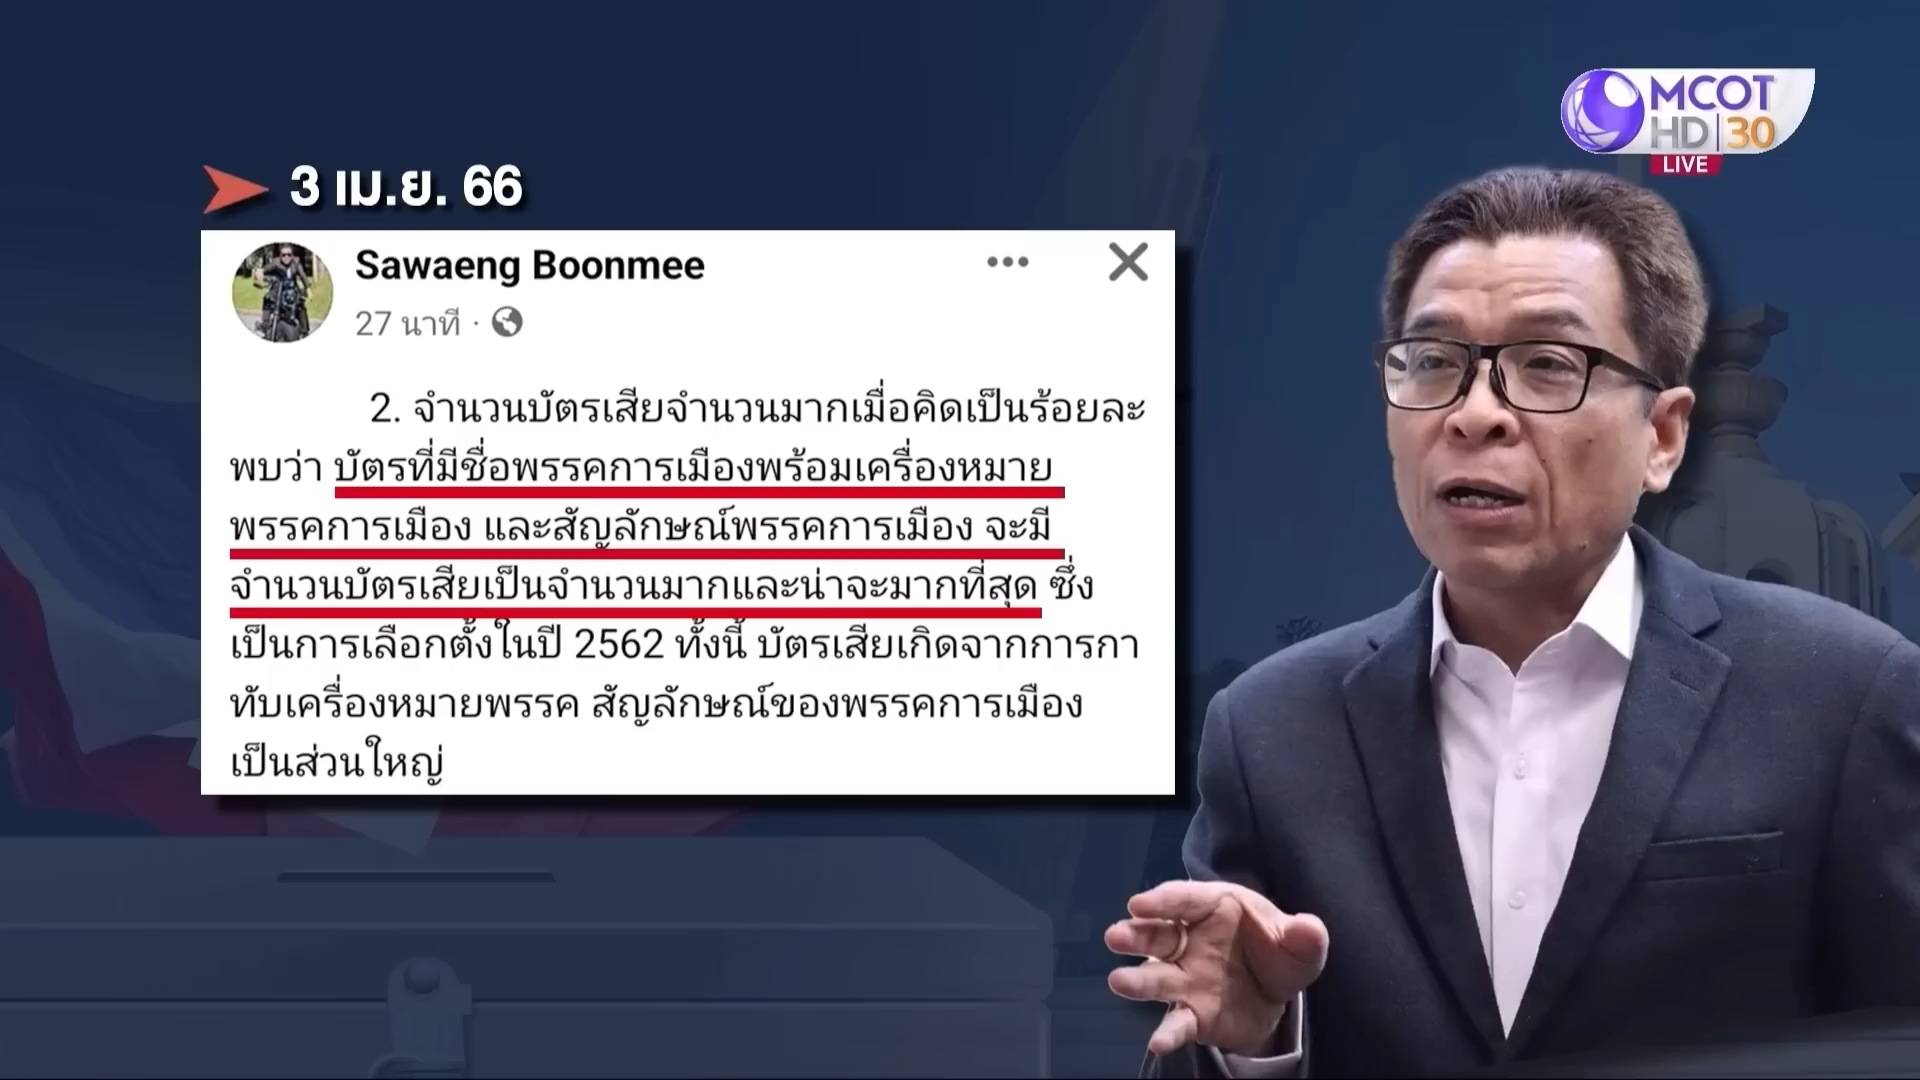 MCOT
HD 30
LIVE
3 เม.ย. 66
Sawaeng Boonmee
27 นาที ·
2. จำนวนบัตรเสียจำนวนมากเมื่อคิดเป็นร้อยละ
พบว่า บัตรที่มีชื่อพรรคการเมืองพร้อมเครื่องหมาย
พรรคการเมือง และสัญลักษณ์พรรคการเมือง จะมี
จำนวนบัตรเสียเป็นจำนวนมากและน่าจะมากที่สุด ซึ่ง
เป็นการเลือกตั้งในปี 2562 ทั้งนี้ บัตรเสียเกิดจากการกา
ทับเครื่องหมายพรรค สัญลักษณ์ของพรรคการเมือง
เป็นส่วนใหญ่